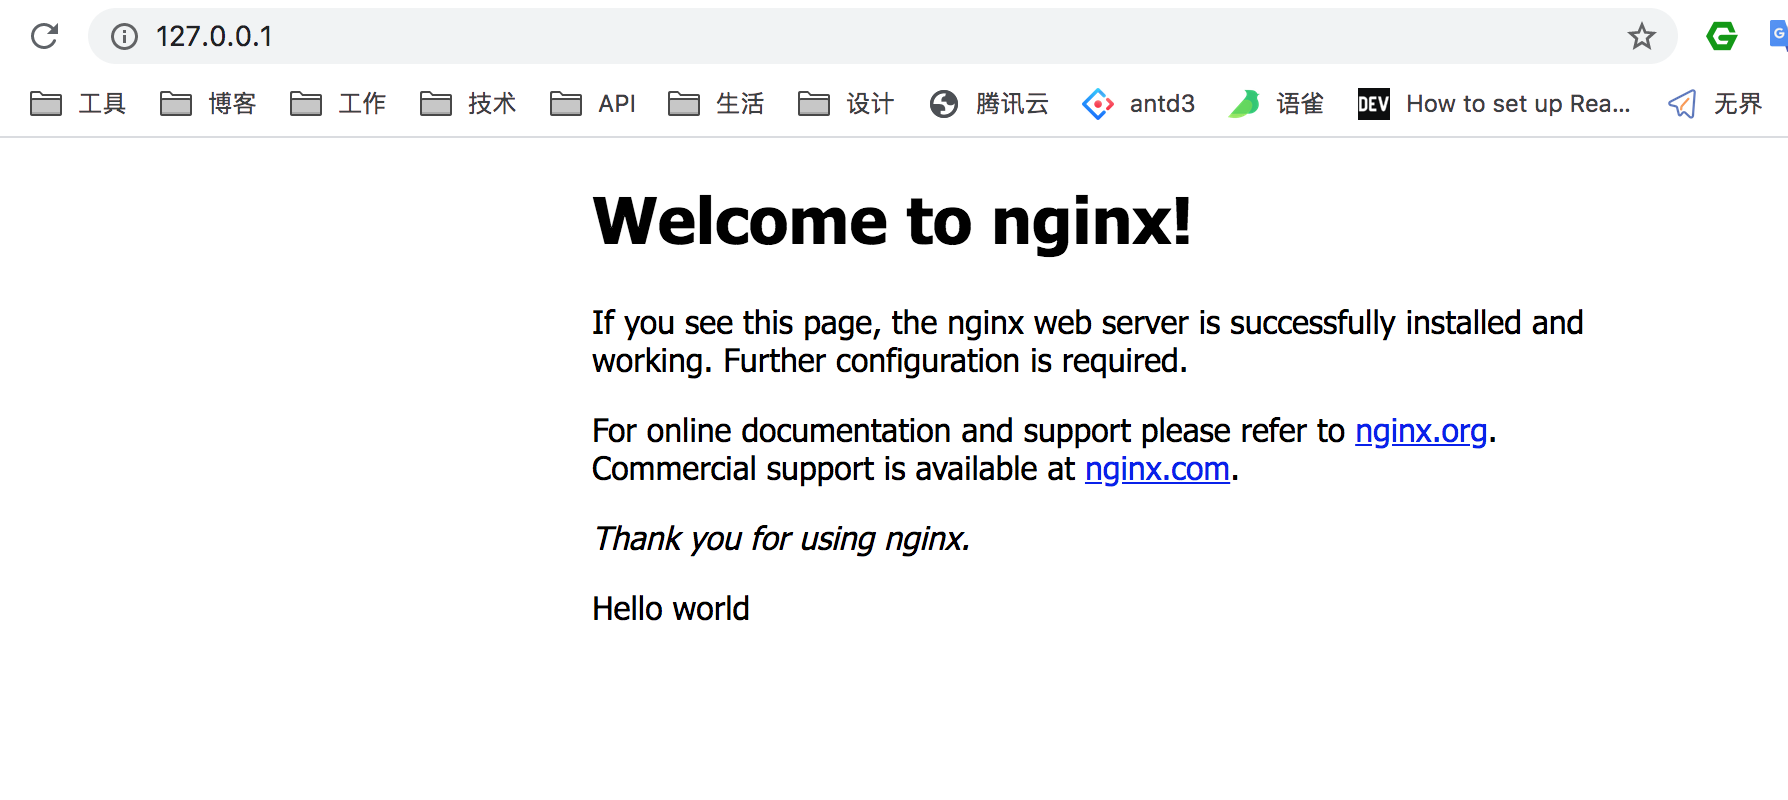 127.0.0.1
工具 博客 工作 技术 API 生活 设计 腾讯云 antd3 语雀 DEV How to set up Rea... 无界
Welcome to nginx!
If you see this page, the nginx web server is successfully installed and
working. Further configuration is required.
For online documentation and support please refer to nginx.org.
Commercial support is available at nginx.com.
Thank you for using nginx.
Hello world